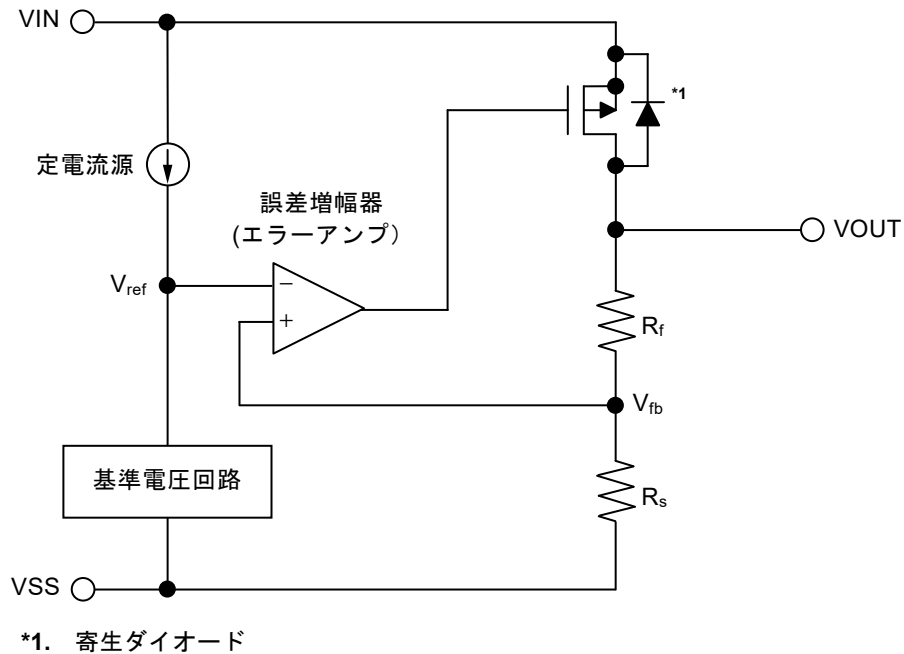 VIN
*1
定電流源
誤差増幅器
(エラーアンプ）
VOUT
Vref
−
+
Rf
Vfb
基準電圧回路
Rs
VSS
*1. 寄生ダイオード